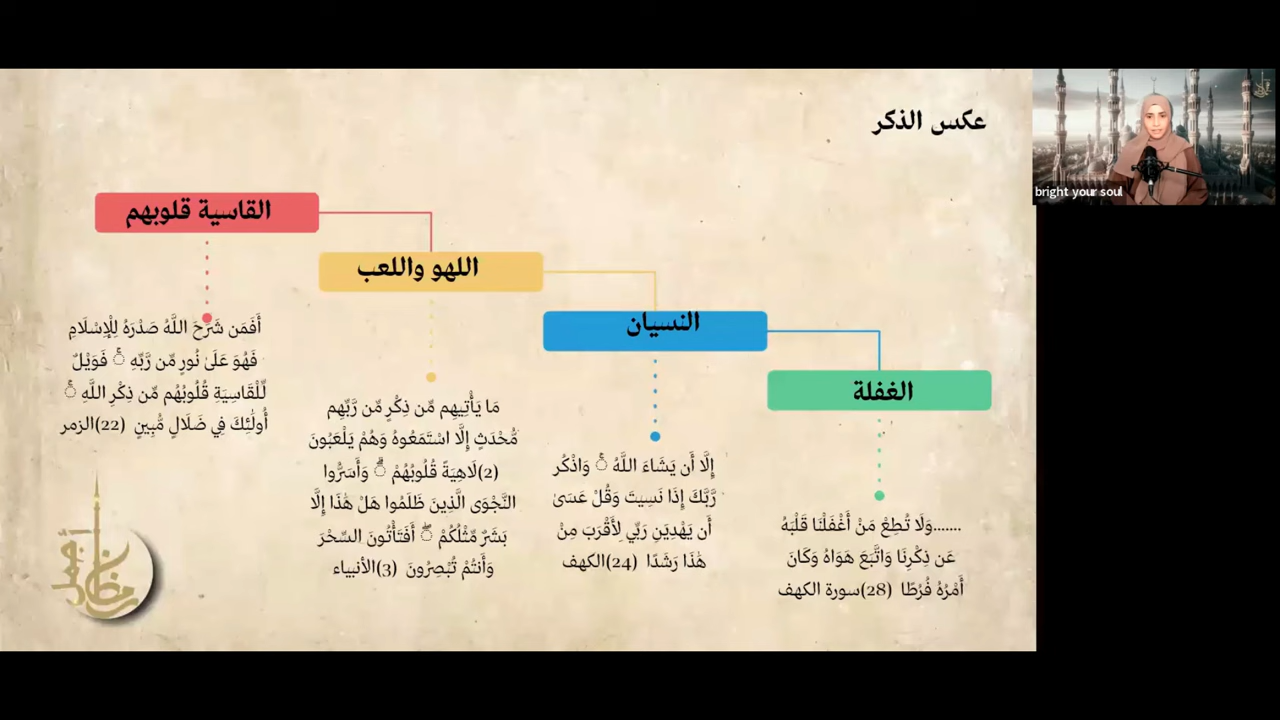 عكس الذكر
bright your soul
القاسية قلوبهم
أَفَمَن شَرَحَ اللَّهُ صَدْرَهُ لِلْإِسْلَامِ
فَهُوَ عَلَىٰ نُورٍ مِّن رَّبِّهِ ۚ فَوَيْلٌ
لِّلْقَاسِيَةِ قُلُوبُهُم مِّن ذِكْرِ اللَّهِ ۚ
أُولَٰئِكَ فِي ضَلَالٍ مُّبِينٍ (22)الزمر
اللهو واللعب
مَا يَأْتِيهِم مِّن ذِكْرٍ مِّن رَّبِّهِم
مُّحْدَثٍ إِلَّا اسْتَمَعُوهُ وَهُمْ يَلْعَبُونَ
(2)لَاهِيَةً قُلُوبُهُمْ ۗ وَأَسَرُّوا
النَّجْوَى الَّذِينَ ظَلَمُوا هَلْ هَٰذَا إِلَّا
بَشَرٌ مِّثْلُكُمْ ۖ أَفَتَأْتُونَ السِّحْرَ
وَأَنتُمْ تُبْصِرُونَ (3)الأنبياء
النسيان
إِلَّا أَن يَشَاءَ اللَّهُ ۚ وَاذْكُر
رَّبَّكَ إِذَا نَسِيتَ وَقُلْ عَسَىٰ
أَن يَهْدِيَنِ رَبِّي لِأَقْرَبَ مِنْ
هَٰذَا رَشَدًا (24)الكهف
الغفلة
......وَلَا تُطِعْ مَنْ أَغْفَلْنَا قَلْبَهُ
عَن ذِكْرِنَا وَاتَّبَعَ هَوَاهُ وَكَانَ
أَمْرُهُ فُرُطًا (28)سورة الكهف